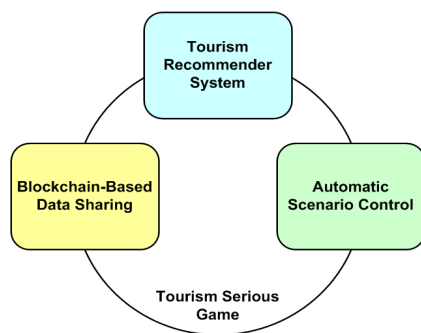 Tourism
Recommender
System
Blockchain-Based
Data Sharing
Automatic
Scenario Control
Tourism Serious
Game